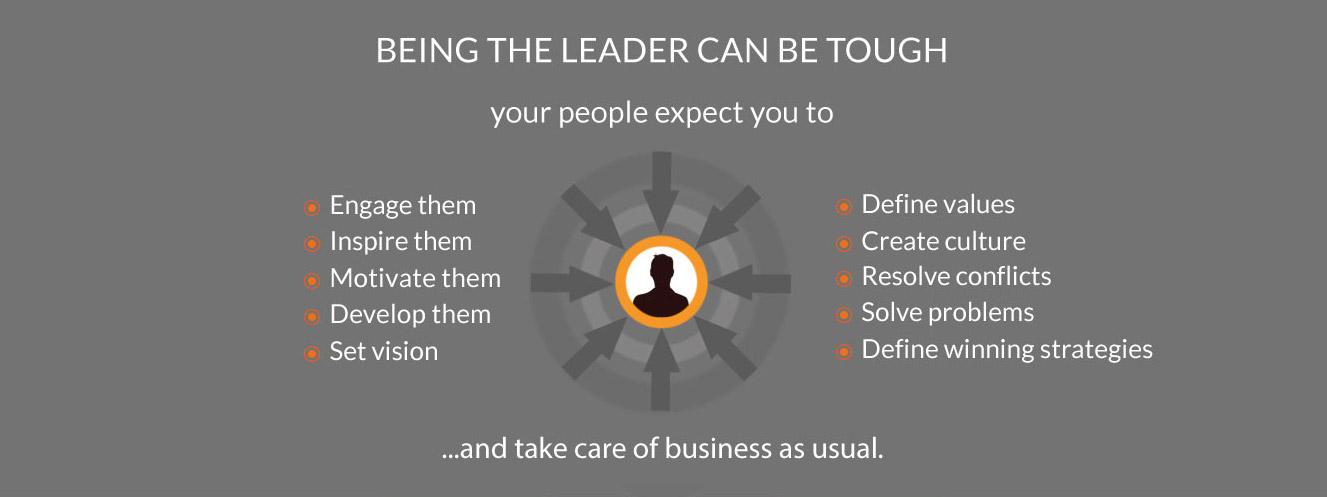 BEING THE LEADER CAN BE TOUGH
your people expect you to
Engage them
Inspire them
Motivate them
Develop them
Set vision
Define values
Create culture
Resolve conflicts
Solve problems
Define winning strategies
...and take care of business as usual.